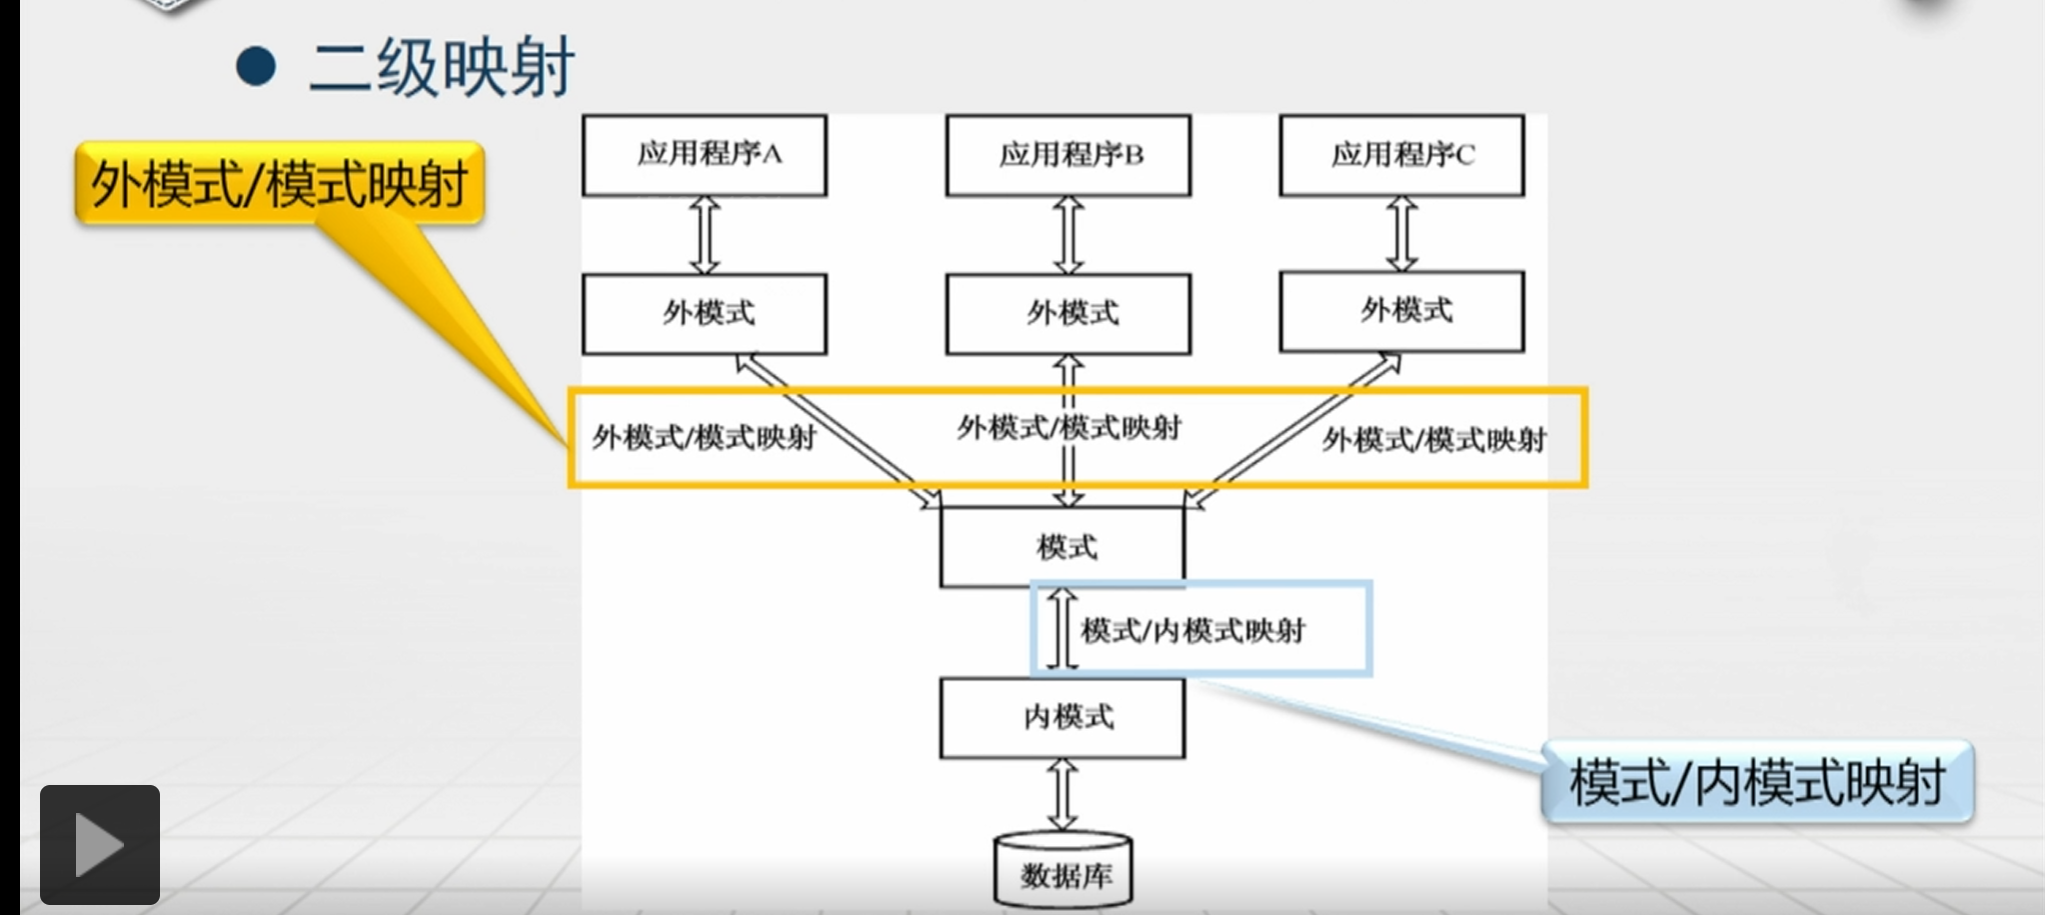 二级映射
外模式/模式映射
应用程序A
应用程序B
应用程序C
外模式
外模式
外模式
外模式/模式映射
外模式/模式映射
外模式/模式映射
模式
模式/内模式映射
内模式
模式/内模式映射
数据库